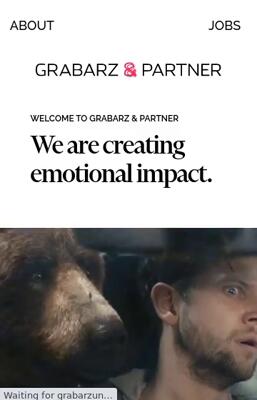 ABOUT
JOBS
GRABARZ & PARTNER
WELCOME TO GRABARZ & PARTNER
We are creating
emotional impact.
Waiting for grabarzun...